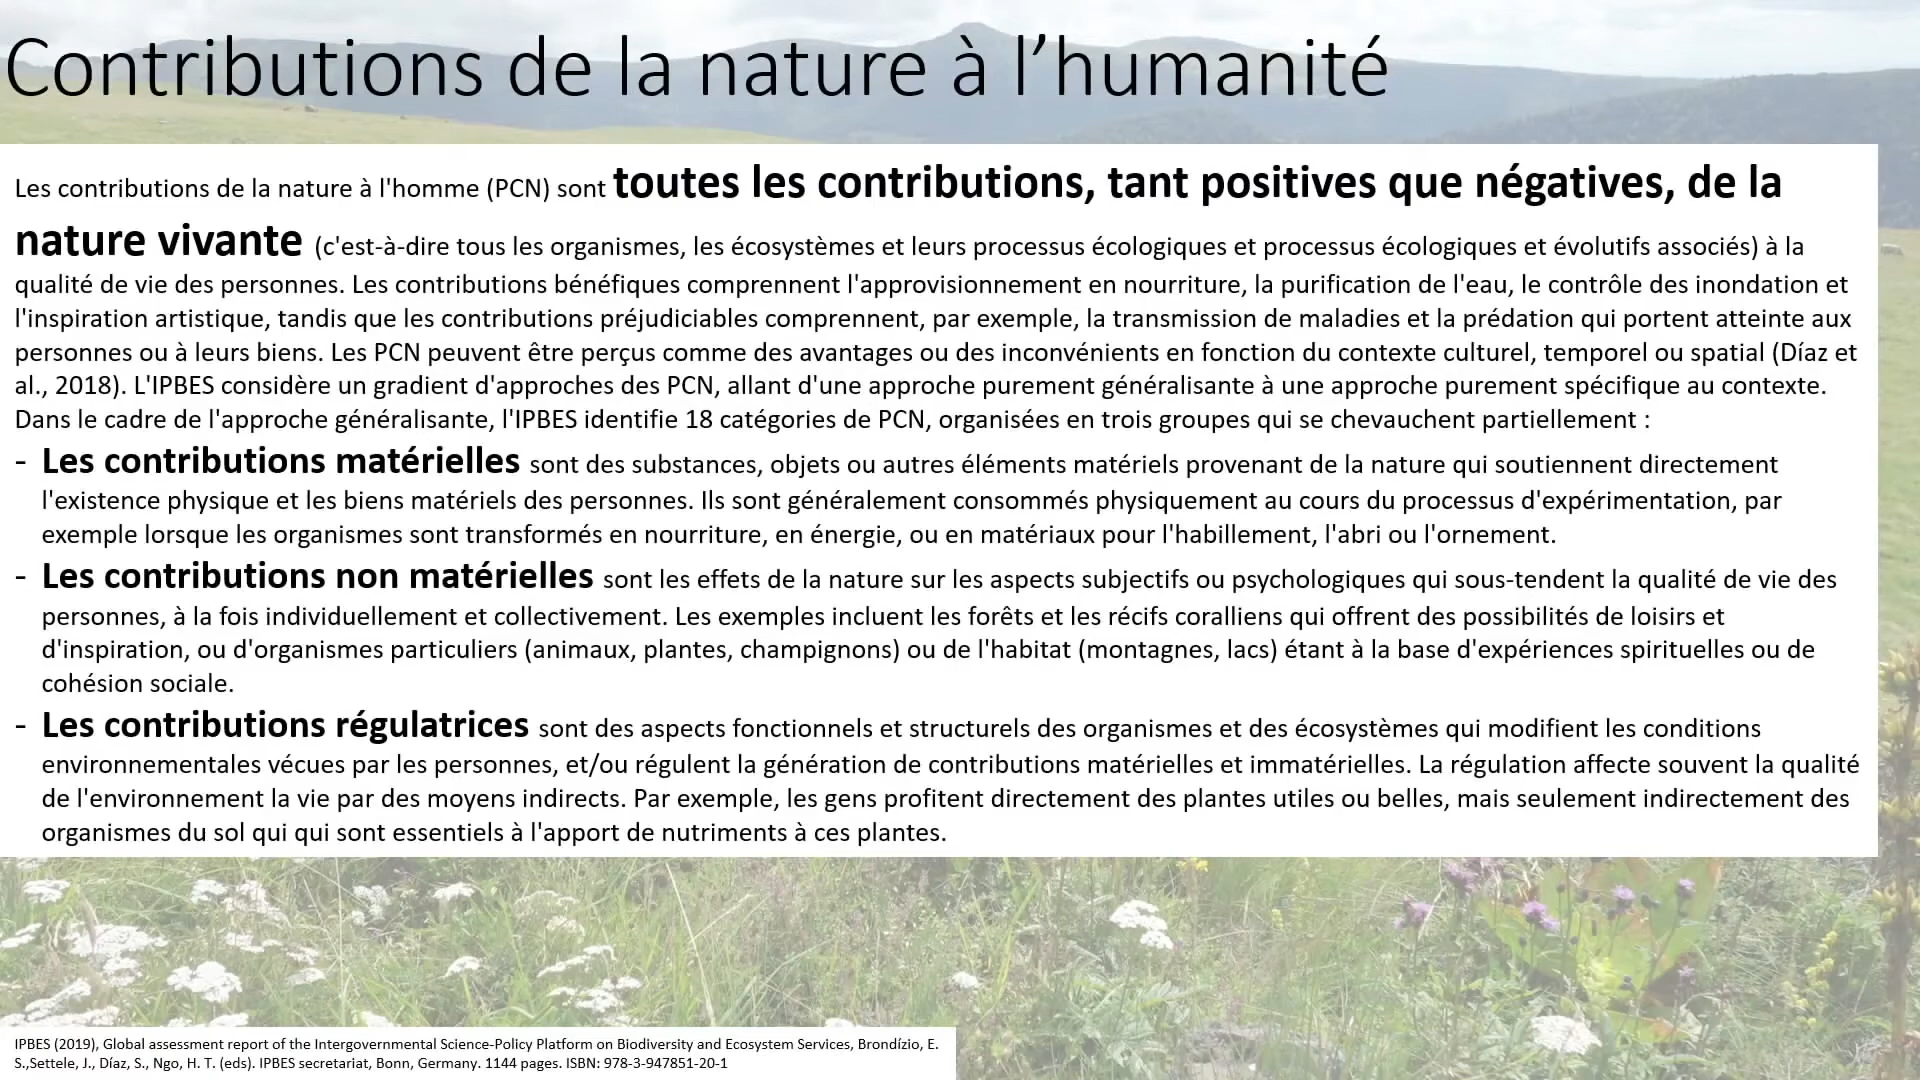 Contributions de la nature à l’humanité
Les contributions de la nature à l'homme (PCN) sont toutes les contributions, tant positives que négatives, de la
nature vivante (c'est-à-dire tous les organismes, les écosystèmes et leurs processus écologiques et processus écologiques et évolutifs associés) à la
qualité de vie des personnes. Les contributions bénéfiques comprennent l'approvisionnement en nourriture, la purification de l'eau, le contrôle des inondation et
l'inspiration artistique, tandis que les contributions préjudiciables comprennent, par exemple, la transmission de maladies et la prédation qui portent atteinte aux
personnes ou à leurs biens. Les PCN peuvent être perçus comme des avantages ou des inconvénients en fonction du contexte culturel, temporel ou spatial (Díaz et
al., 2018). L'IPBES considère un gradient d'approches des PCN, allant d'une approche purement généralisante à une approche purement spécifique au contexte.
Dans le cadre de l'approche généralisante, l'IPBES identifie 18 catégories de PCN, organisées en trois groupes qui se chevauchent partiellement :
- Les contributions matérielles sont des substances, objets ou autres éléments matériels provenant de la nature qui soutiennent directement
l'existence physique et les biens matériels des personnes. Ils sont généralement consommés physiquement au cours du processus d'expérimentation, par
exemple lorsque les organismes sont transformés en nourriture, en énergie, ou en matériaux pour l'habillement, l'abri ou l'ornement.
- Les contributions non matérielles sont les effets de la nature sur les aspects subjectifs ou psychologiques qui sous-tendent la qualité de vie des
personnes, à la fois individuellement et collectivement. Les exemples incluent les forêts et les récifs coralliens qui offrent des possibilités de loisirs et
d'inspiration, ou d'organismes particuliers (animaux, plantes, champignons) ou de l'habitat (montagnes, lacs) étant à la base d'expériences spirituelles ou de
cohésion sociale.
- Les contributions régulatrices sont des aspects fonctionnels et structurels des organismes et des écosystèmes qui modifient les conditions
environnementales vécues par les personnes, et/ou régulent la génération de contributions matérielles et immatérielles. La régulation affecte souvent la qualité
de l'environnement la vie par des moyens indirects. Par exemple, les gens profitent directement des plantes utiles ou belles, mais seulement indirectement des
organismes du sol qui qui sont essentiels à l'apport de nutriments à ces plantes.
IPBES (2019), Global assessment report of the Intergovernmental Science-Policy Platform on Biodiversity and Ecosystem Services, Brondízio, E.
S.,Settele, J., Díaz, S., Ngo, H. T. (eds). IPBES secretariat, Bonn, Germany. 1144 pages. ISBN: 978-3-947851-20-1